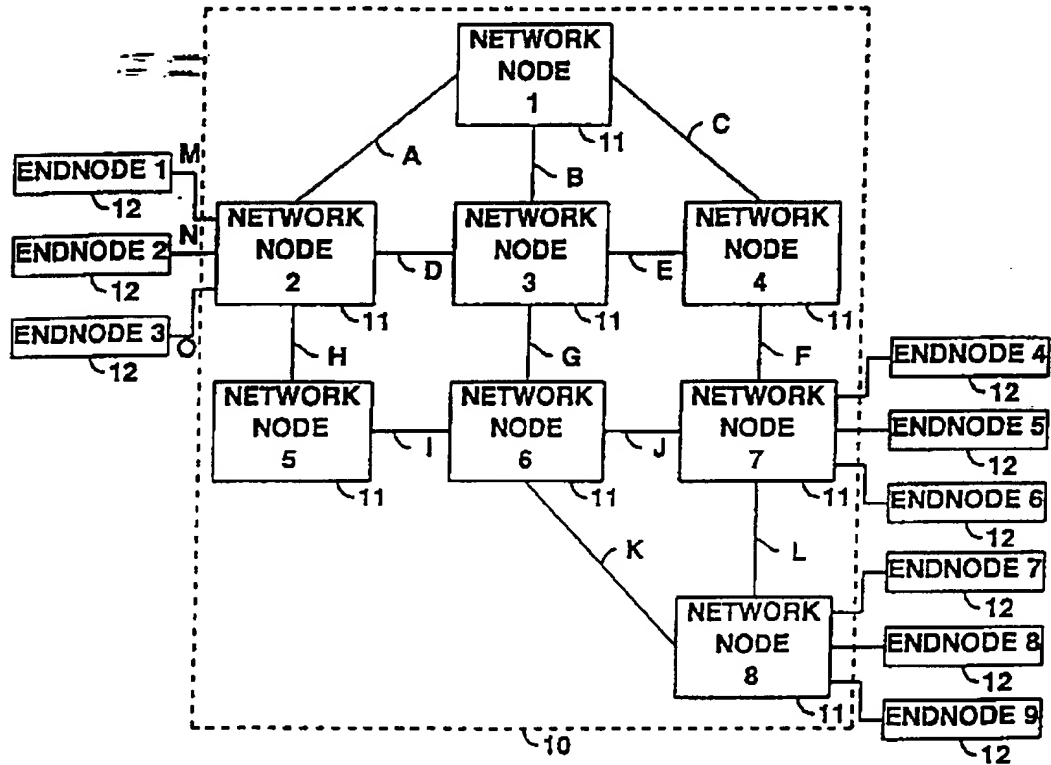 NETWORK
NODE
1
11
A
B
C
ENDNODE 1
12
M
ENDNODE 2
12
N
ENDNODE 3
12
O
NETWORK
NODE
2
11
D
NETWORK
NODE
3
11
E
NETWORK
NODE
4
11
H
G
F
NETWORK
NODE
5
11
I
NETWORK
NODE
6
11
J
NETWORK
NODE
7
11
ENDNODE 4
12
ENDNODE 5
12
ENDNODE 6
12
K
L
NETWORK
NODE
8
11
ENDNODE 7
12
ENDNODE 8
12
ENDNODE 9
12
10